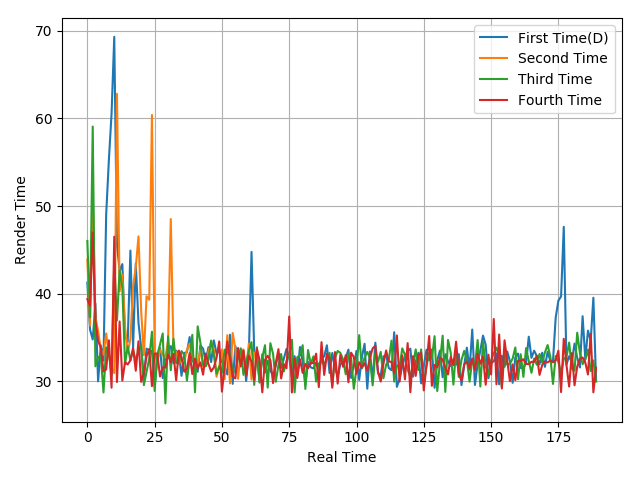 70
60
50
40
30
0
25
50
75
100
125
150
175
Render Time
Real Time
First Time(D)
Second Time
Third Time
Fourth Time